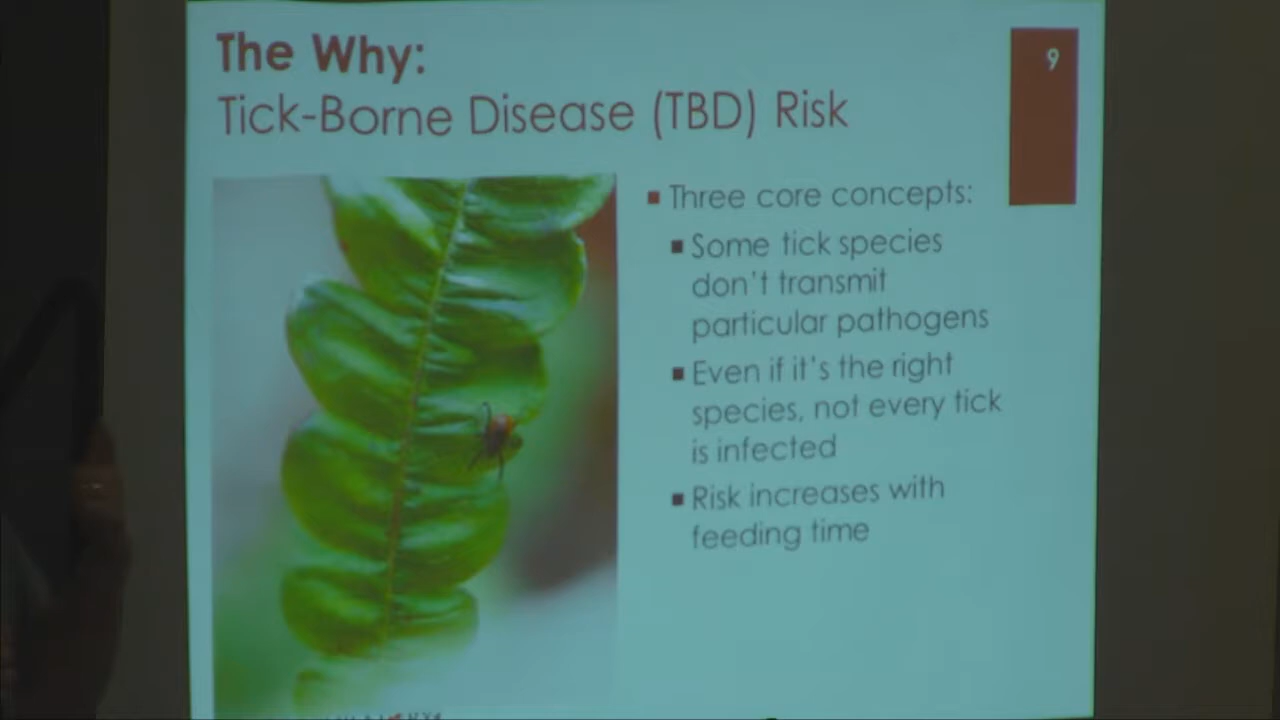 The Why:
Tick-Borne Disease (TBD) Risk
9
▪ Three core concepts:
▪ Some tick species
don't transmit
particular pathogens
▪ Even if it's the right
species, not every tick
is infected
▪ Risk increases with
feeding time